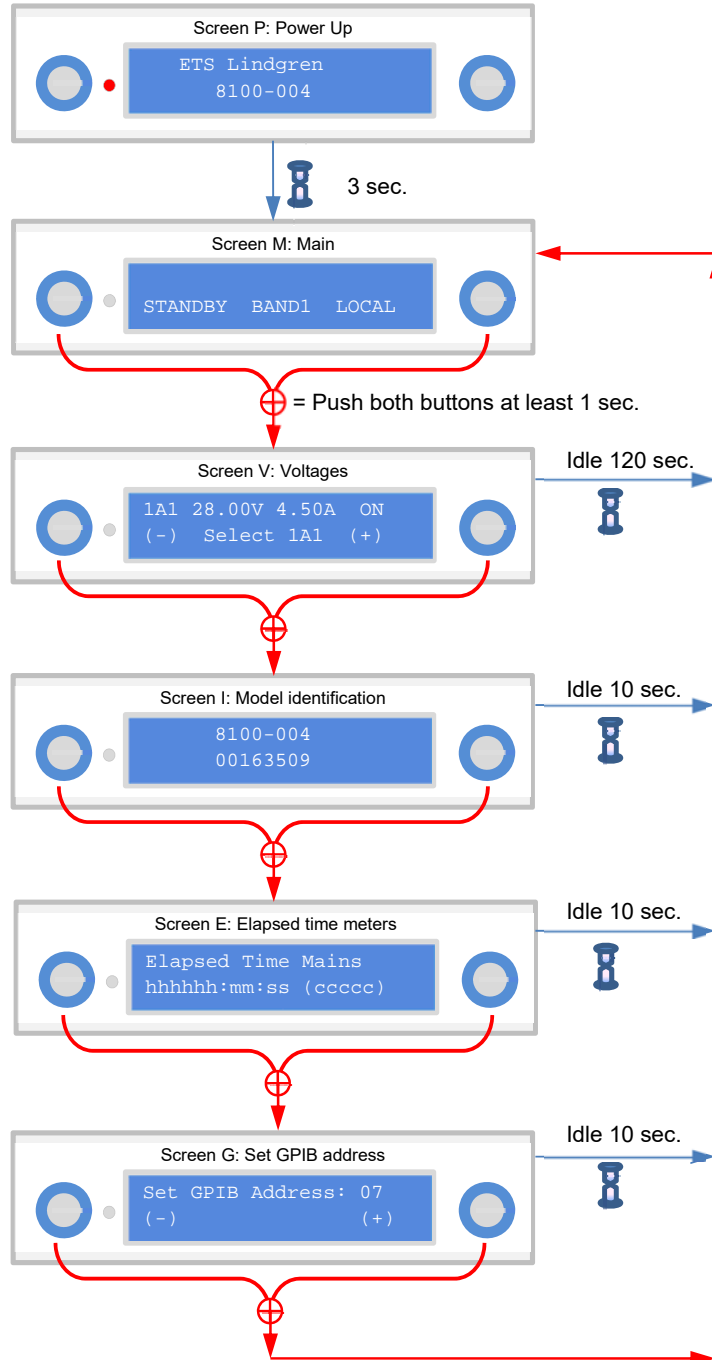 Screen P: Power Up
ETS Lindgren
8100-004
3 sec.
Screen M: Main
STANDBY BAND1 LOCAL
= Push both buttons at least 1 sec.
Screen V: Voltages
Idle 120 sec.
1A1 28.00V 4.50A ON
(-) Select 1A1 (+)
Screen I: Model identification
Idle 10 sec.
8100-004
00163509
Screen E: Elapsed time meters
Idle 10 sec.
Elapsed Time Mains
hhhhhh:mm:ss (ccccc)
Screen G: Set GPIB address
Idle 10 sec.
Set GPIB Address: 07
(-) (+)